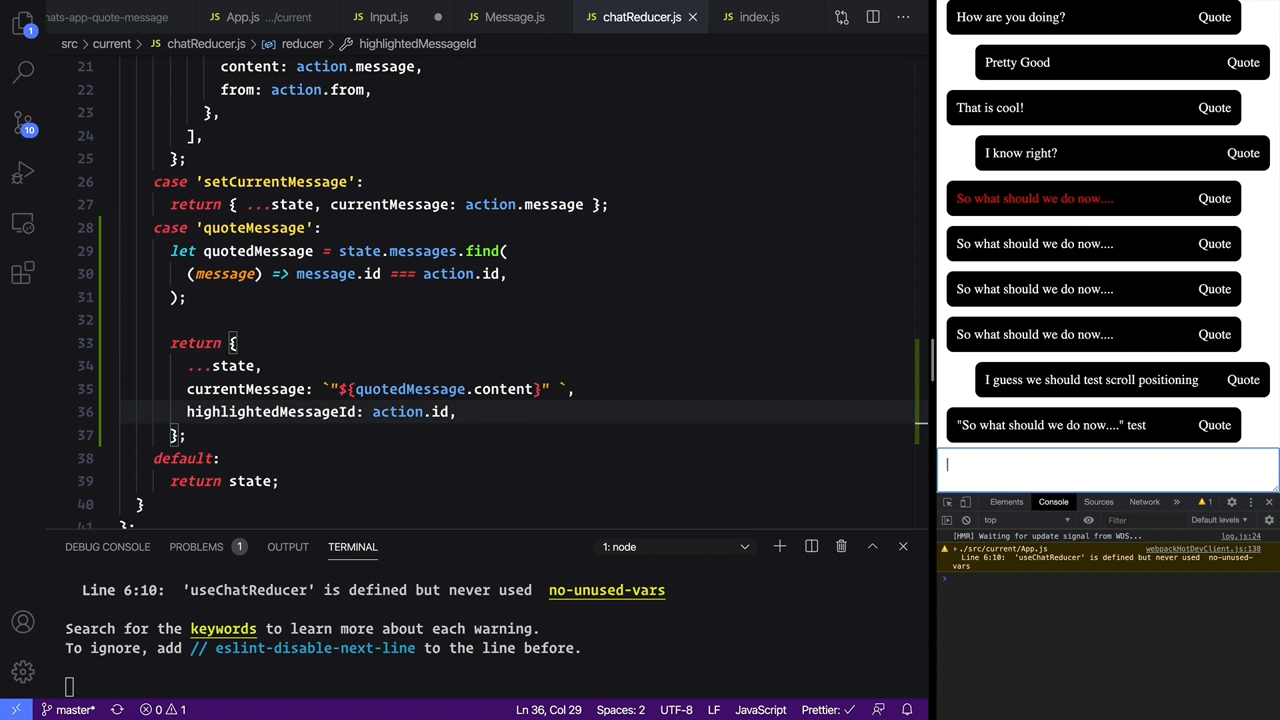 hats-app-quote-message
JS App.js .../current
JS Input.js
JS Message.js
JS chatReducer.js
JS index.js
src > current > JS chatReducer.js > reducer > highlightedMessageId
21 content: action.message,
22 from: action.from,
23 },
24 ],
25 };
26 case 'setCurrentMessage':
27 return { ...state, currentMessage: action.message };
28 case 'quoteMessage':
29 let quotedMessage = state.messages.find(
30 (message) => message.id === action.id,
31 );
32
33 return {
34 ...state,
35 currentMessage: `"${quotedMessage.content}" `,
36 highlightedMessageId: action.id,
37 };
38 default:
39 return state;
40 }
41 };
DEBUG CONSOLE PROBLEMS 1 OUTPUT TERMINAL 1: node
Line 6:10: 'useChatReducer' is defined but never used no-unused-vars
Search for the keywords to learn more about each warning.
To ignore, add // eslint-disable-next-line to the line before.
1
10
master* 0 1 Ln 36, Col 29 Spaces: 2 UTF-8 LF JavaScript Prettier: ✓
How are you doing? Quote
Pretty Good Quote
That is cool! Quote
I know right? Quote
So what should we do now.... Quote
So what should we do now.... Quote
So what should we do now.... Quote
So what should we do now.... Quote
I guess we should test scroll positioning Quote
"So what should we do now...." test Quote
Elements Console Sources Network » 1
top Filter Default levels
[HMR] Waiting for update signal from WDS... log.js:24
./src/current/App.js webpackHotDevClient.js:138
Line 6:10: 'useChatReducer' is defined but never used no-unused-
vars